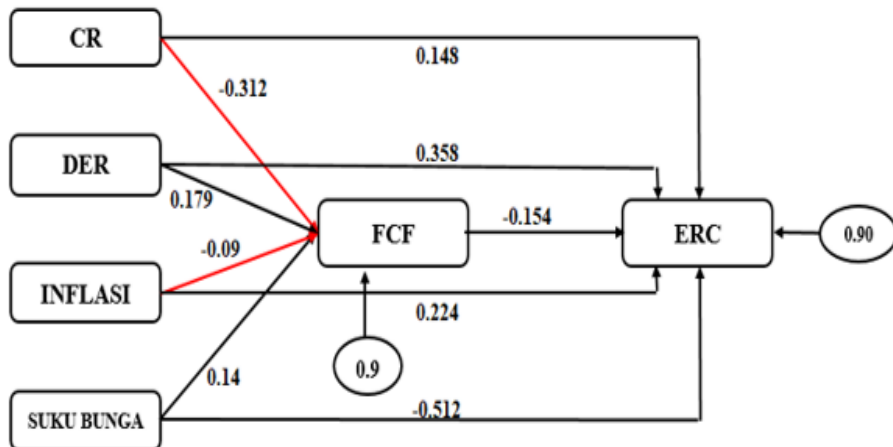 CR
0.148
-0.312
DER
0.358
0.179
FCF
-0.154
ERC
0.90
-0.09
INFLASI
0.224
0.9
0.14
SUKU BUNGA
-0.512